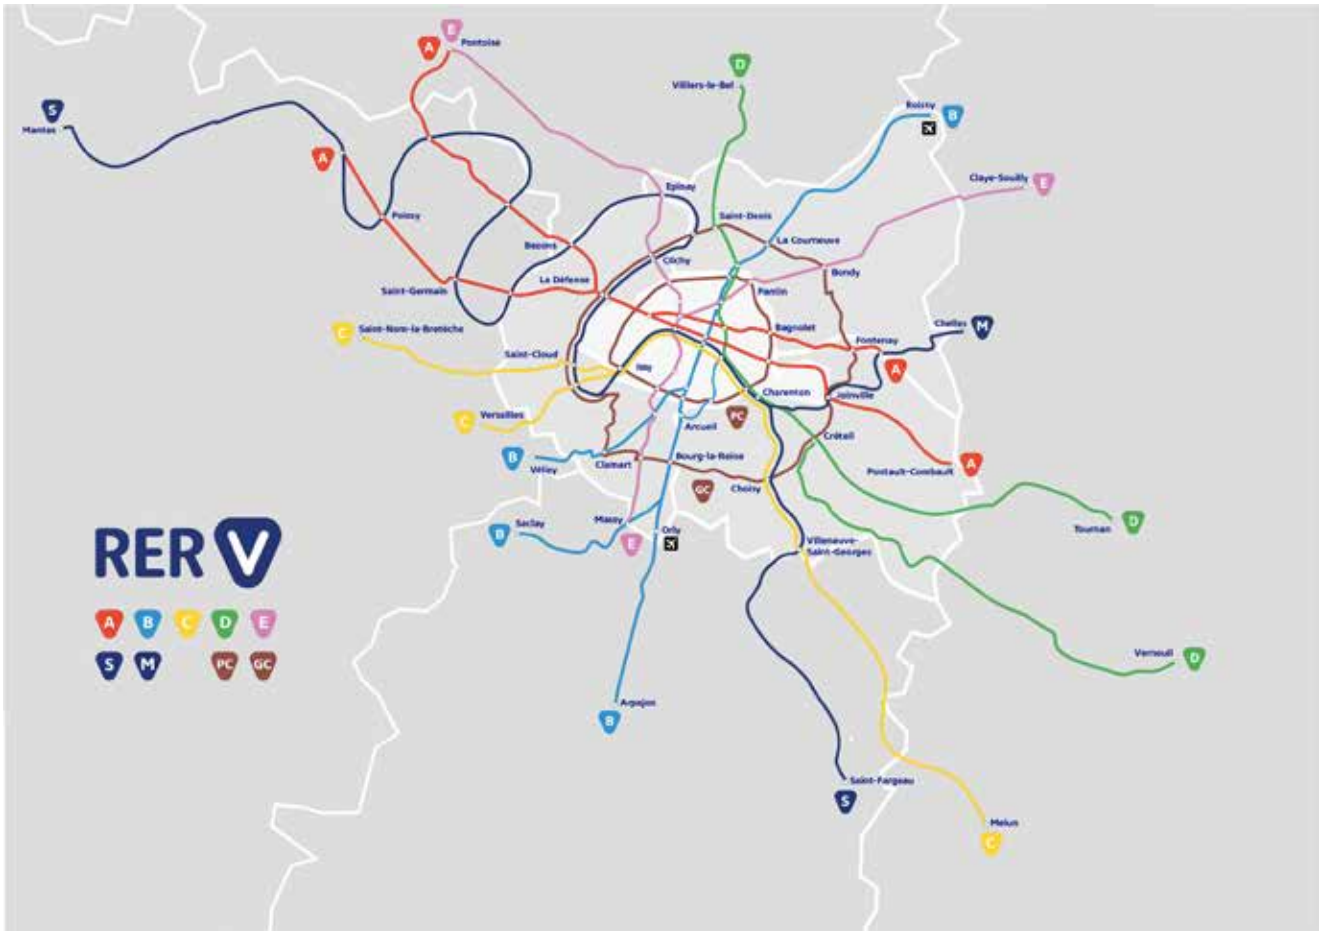 E
Pontoise
A
D
Villiers-le-Bel
S
Mantes
Roissy
B
A
Claye-Souilly
E
Epinay
Poissy
Saint-Denis
La Courneuve
Bezons
Clichy
Bondy
La Défense
Saint-Germain
Pantin
C
Saint-Nom-la-Bretèche
Bagnolet
Chelles
M
Fontenay
Saint-Cloud
Issy
A
Charenton
Joinville
C
Versailles
PC
Arcueil
Créteil
B
Vélizy
Clamart
Bourg-la-Reine
Pontault-Combault
A
GC
Choisy
B
Saclay
Massy
E
Orly
Tournan
D
RER V
Villeneuve-
Saint-Georges
A B C D E
S M PC GC
Verneuil
D
Arpajon
B
Saint-Fargeau
S
Melun
C